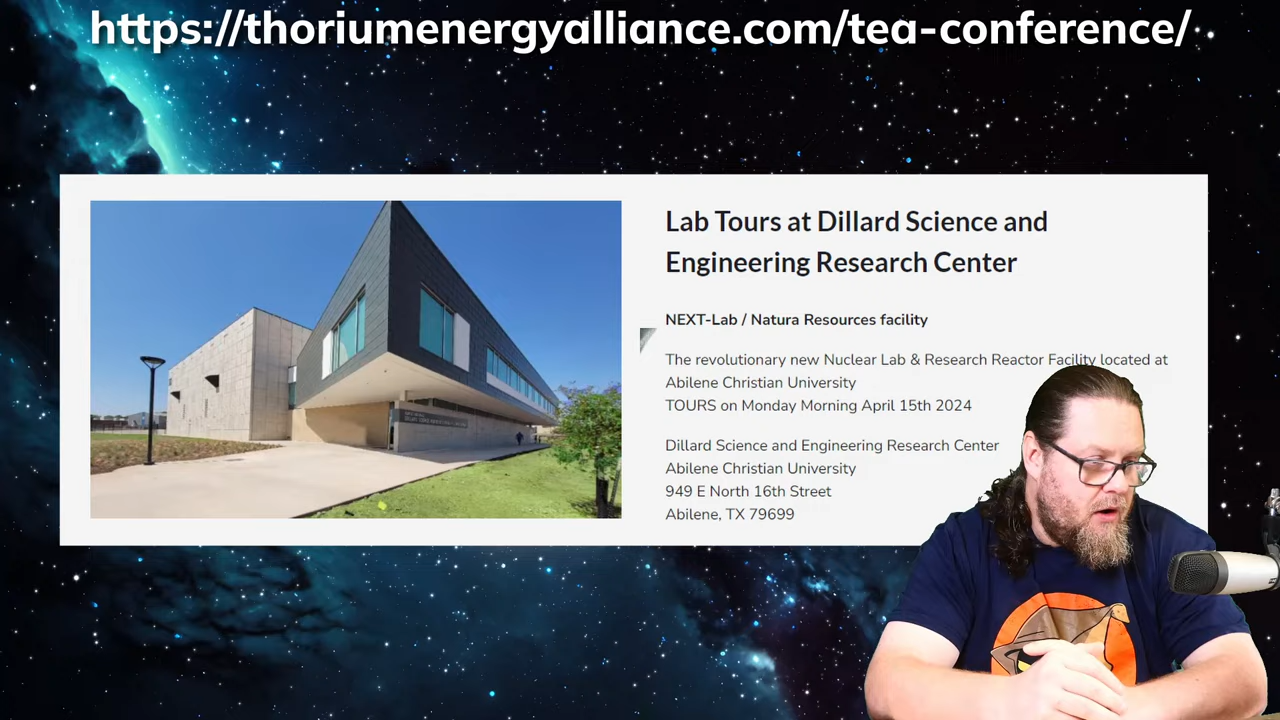 https://thoriumenergyalliance.com/tea-conference/
Lab Tours at Dillard Science and
Engineering Research Center
NEXT-Lab / Natura Resources facility
The revolutionary new Nuclear Lab & Research Reactor Facility located at
Abilene Christian University
TOURS on Monday Morning April 15th 2024
Dillard Science and Engineering Research Center
Abilene Christian University
949 E North 16th Street
Abilene, TX 79699